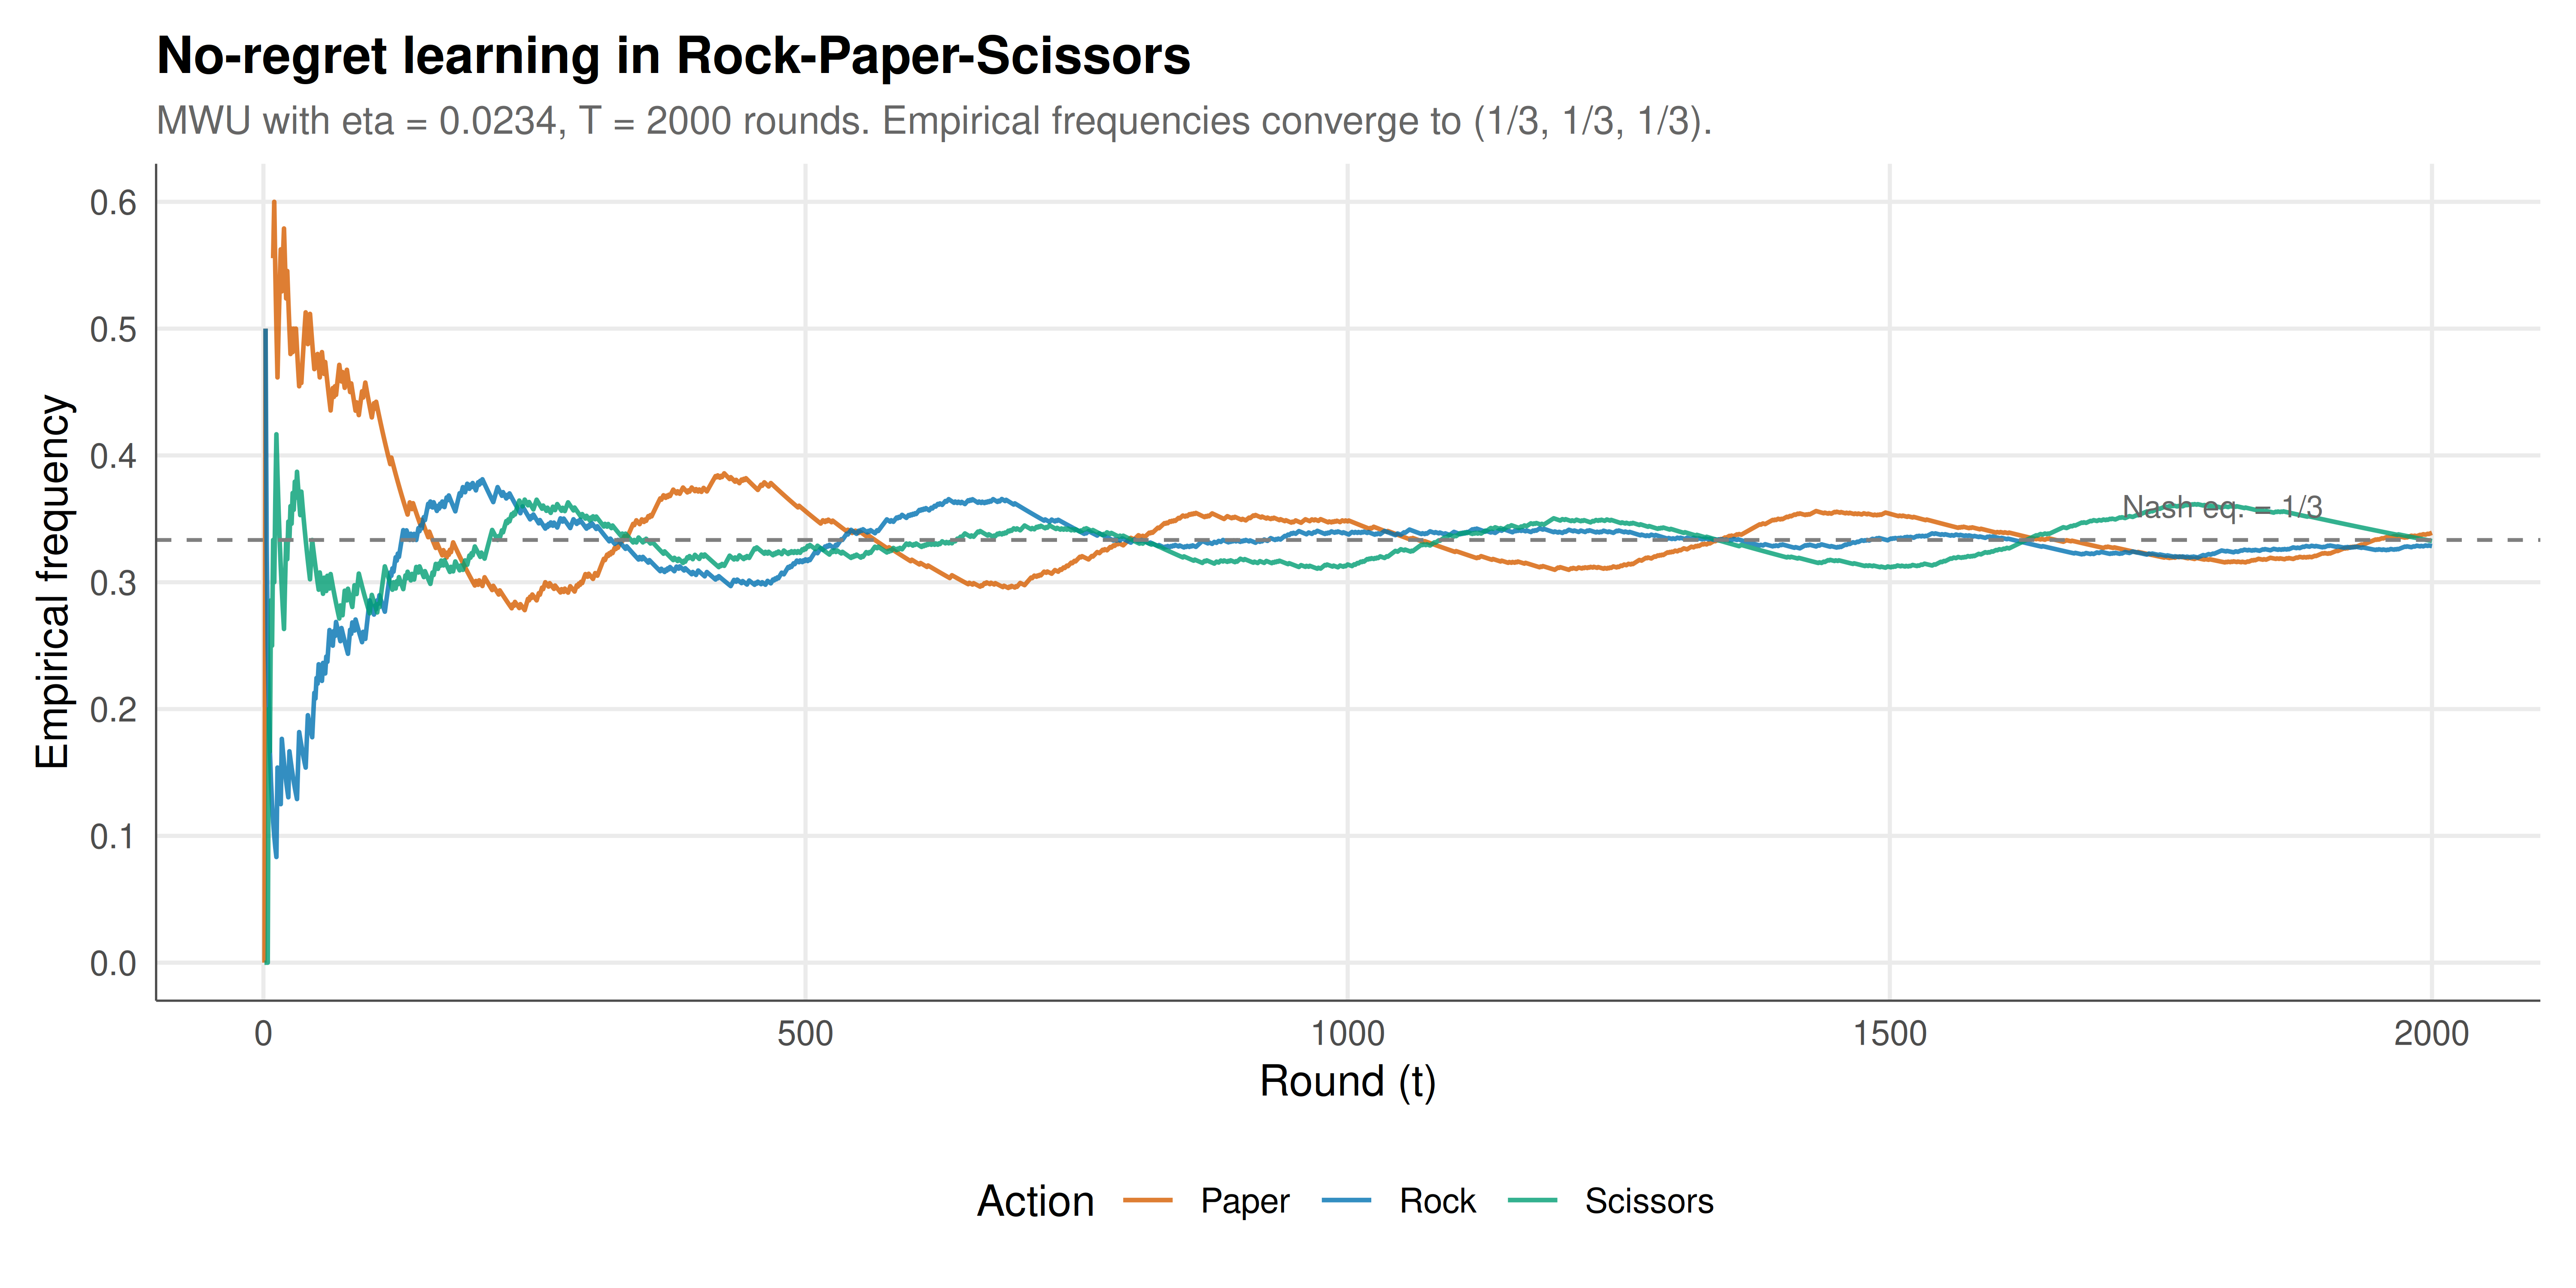 No-regret learning in Rock-Paper-Scissors
MWU with eta = 0.0234, T = 2000 rounds. Empirical frequencies converge to (1/3, 1/3, 1/3).
Empirical frequency
0.6
0.5
0.4
0.3
0.2
0.1
0.0
Nash eq. = 1/3
0 500 1000 1500 2000
Round (t)
Action Paper Rock Scissors